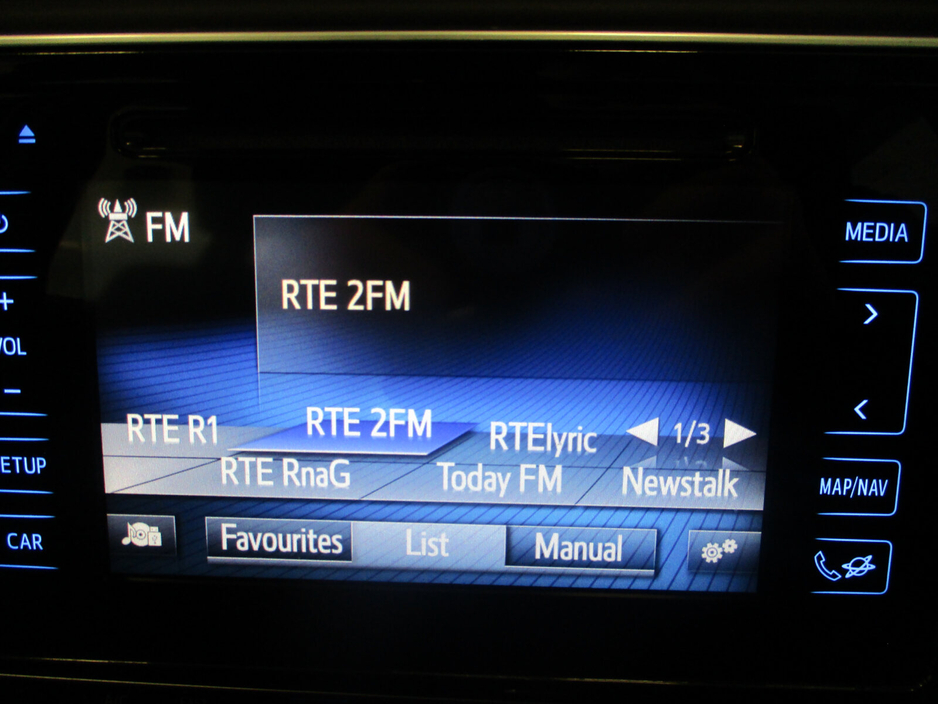 FM
MEDIA
RTE 2FM
+
VOL
-
RTE R1 RTE 2FM RTElyric 1/3
RTE RnaG Today FM Newstalk
SETUP
MAP/NAV
CAR
Favourites List Manual